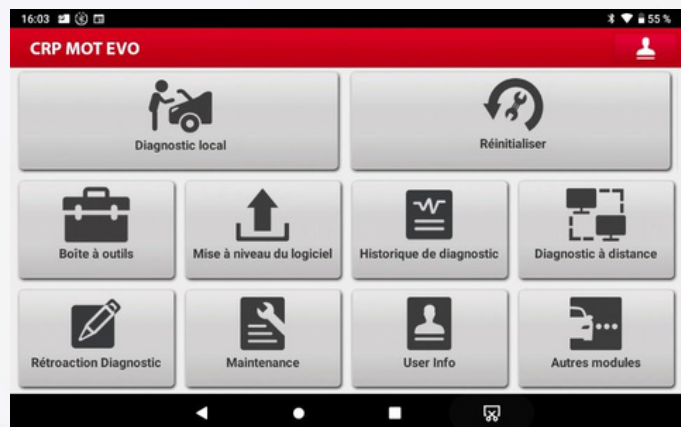 16:03
55 %
CRP MOT EVO
Diagnostic local
Réinitialiser
Boîte à outils
Mise à niveau du logiciel
Historique de diagnostic
Diagnostic à distance
Rétroaction Diagnostic
Maintenance
User Info
Autres modules